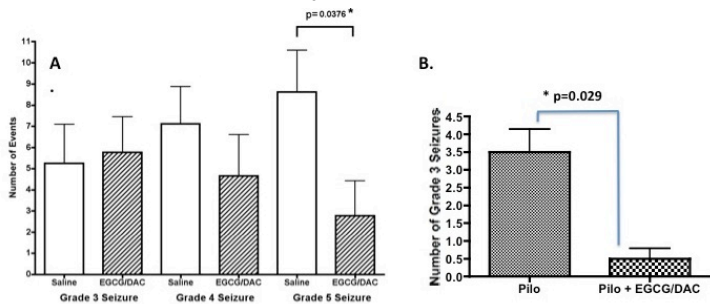 p=0.0376 *
A
Number of Events
11
10
9
8
7
6
5
4
3
2
1
0
Saline EGCG/DAC Saline EGCG/DAC Saline EGCG/DAC
Grade 3 Seizure Grade 4 Seizure Grade 5 Seizure
B.
* p=0.029
Number of Grade 3 Seizures
4.5
4.0
3.5
3.0
2.5
2.0
1.5
1.0
0.5
0.0
Pilo Pilo + EGCG/DAC